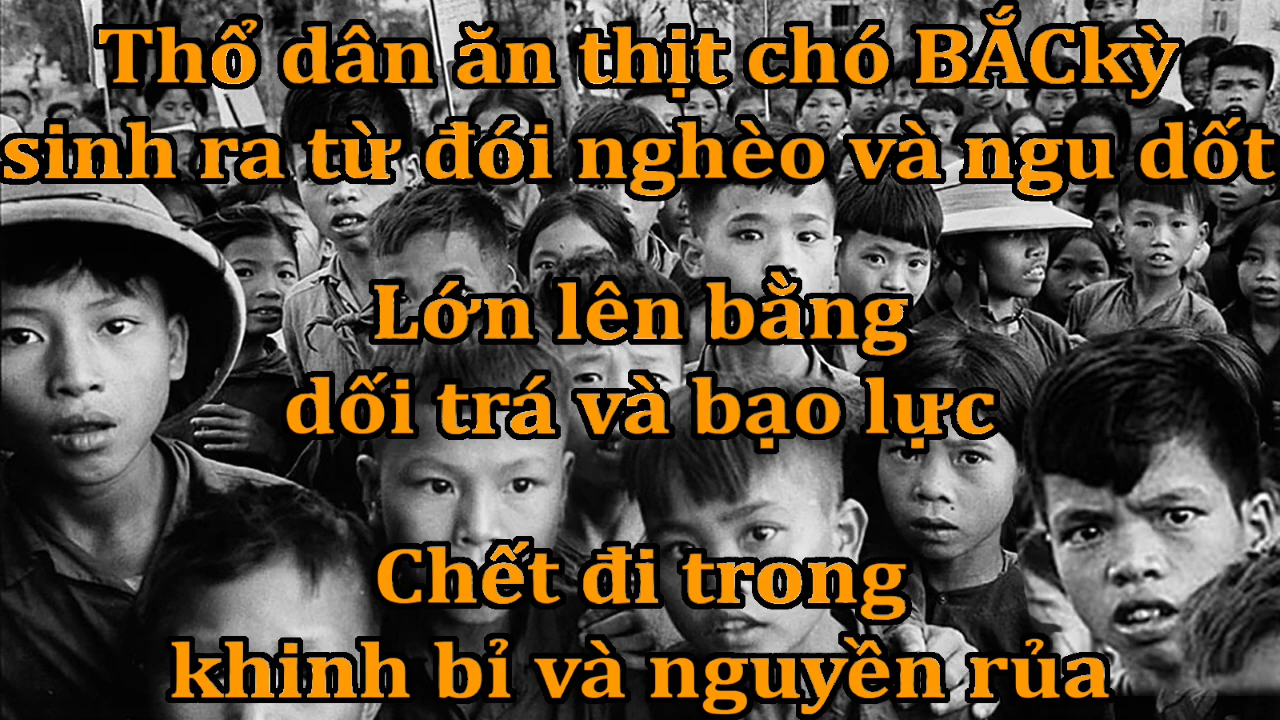 Thổ dân ăn thịt chó BẮCkỳ
sinh ra từ đói nghèo và ngu dốt
Lớn lên bằng
dối trá và bạo lực
Chết đi trong
khinh bỉ và nguyền rủa